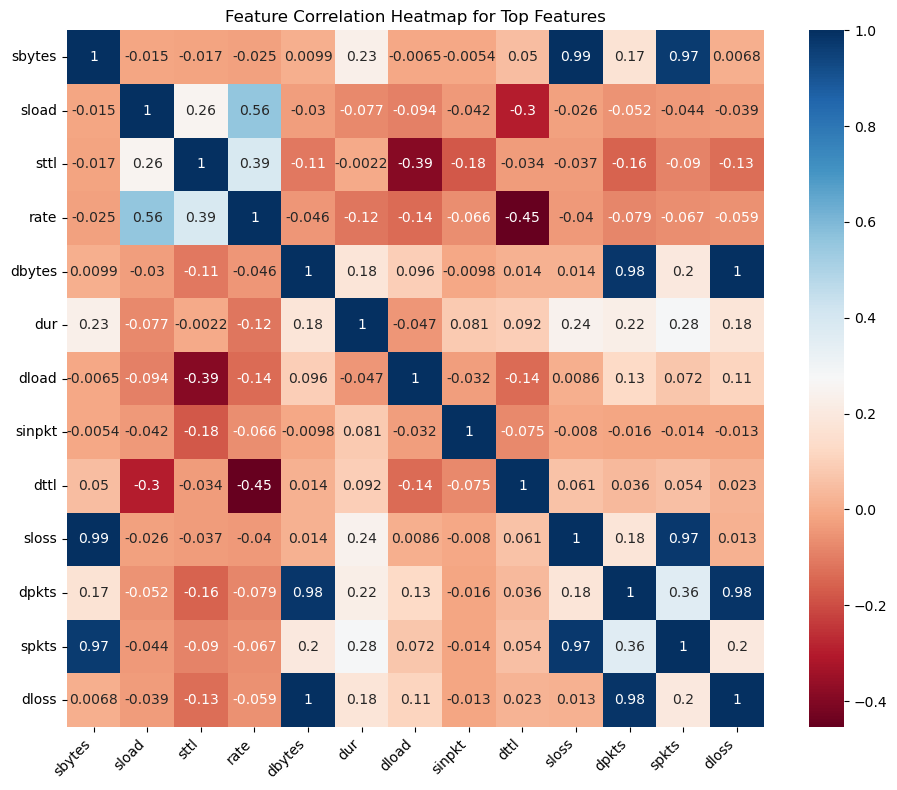 Feature Correlation Heatmap for Top Features
sbytes 1 -0.015 -0.017 -0.025 0.0099 0.23 -0.0065 -0.0054 0.05 0.99 0.17 0.97 0.0068
sload -0.015 1 0.26 0.56 -0.03 -0.077 -0.094 -0.042 -0.3 -0.026 -0.052 -0.044 -0.039
sttl -0.017 0.26 1 0.39 -0.11 -0.0022 -0.39 -0.18 -0.034 -0.037 -0.16 -0.09 -0.13
rate -0.025 0.56 0.39 1 -0.046 -0.12 -0.14 -0.066 -0.45 -0.04 -0.079 -0.067 -0.059
dbytes 0.0099 -0.03 -0.11 -0.046 1 0.18 0.096 -0.0098 0.014 0.014 0.98 0.2 1
dur 0.23 -0.077 -0.0022 -0.12 0.18 1 -0.047 0.081 0.092 0.24 0.22 0.28 0.18
dload -0.0065 -0.094 -0.39 -0.14 0.096 -0.047 1 -0.032 -0.14 0.0086 0.13 0.072 0.11
sinpkt -0.0054 -0.042 -0.18 -0.066 -0.0098 0.081 -0.032 1 -0.075 -0.008 -0.016 -0.014 -0.013
dttl 0.05 -0.3 -0.034 -0.45 0.014 0.092 -0.14 -0.075 1 0.061 0.036 0.054 0.023
sloss 0.99 -0.026 -0.037 -0.04 0.014 0.24 0.0086 -0.008 0.061 1 0.18 0.97 0.013
dpkts 0.17 -0.052 -0.16 -0.079 0.98 0.22 0.13 -0.016 0.036 0.18 1 0.36 0.98
spkts 0.97 -0.044 -0.09 -0.067 0.2 0.28 0.072 -0.014 0.054 0.97 0.36 1 0.2
dloss 0.0068 -0.039 -0.13 -0.059 1 0.18 0.11 -0.013 0.023 0.013 0.98 0.2 1
sbytes sload sttl rate dbytes dur dload sinpkt dttl sloss dpkts spkts dloss
1.0
0.8
0.6
0.4
0.2
0.0
−0.2
−0.4